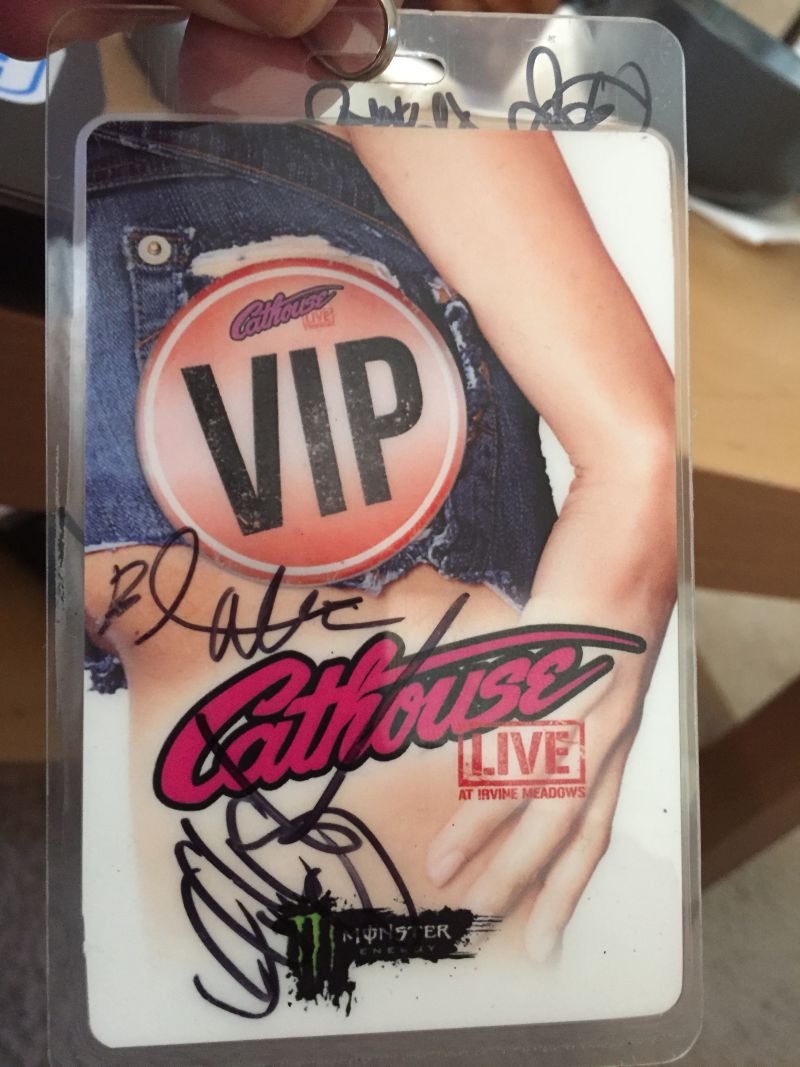 Cathouse
LIVE
VIP
Cathouse
LIVE
AT IRVINE MEADOWS
MONSTER
ENERGY